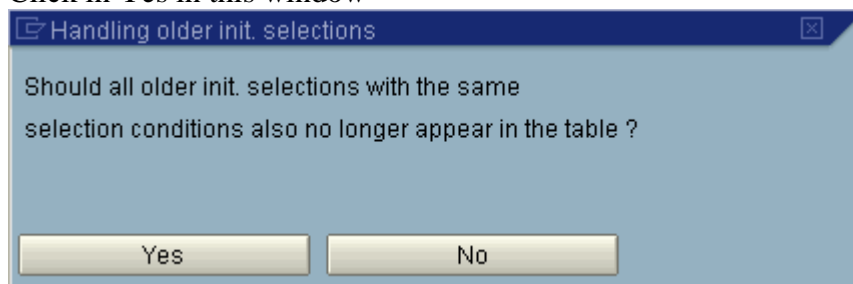 Handling older init. selections
Should all older init. selections with the same
selection conditions also no longer appear in the table ?
Yes
No